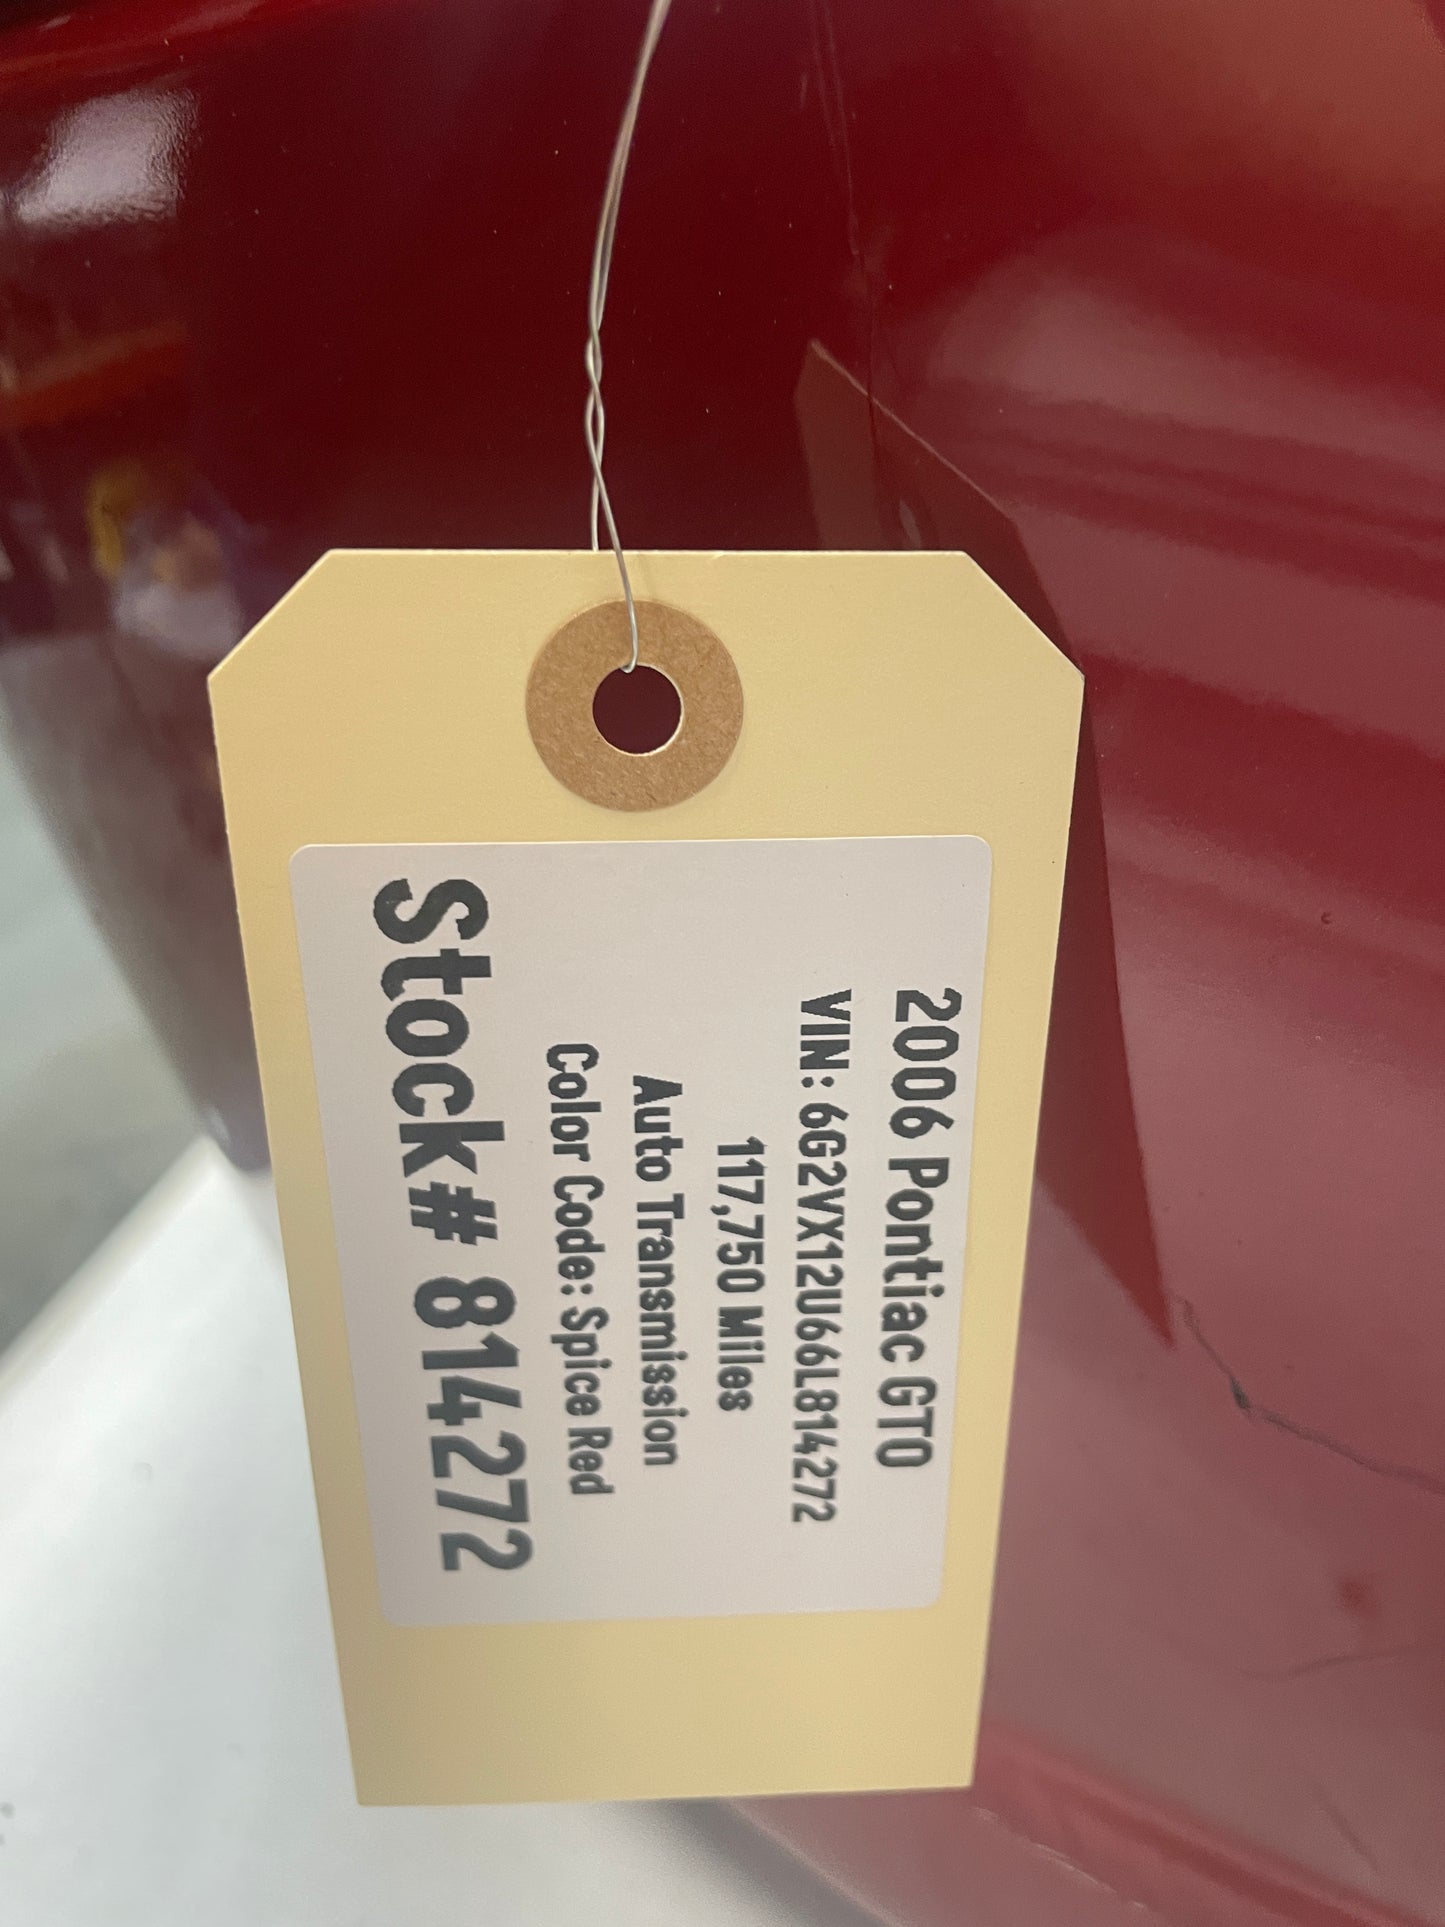 2006 Pontiac GTO
VIN: 6G2VX12U66L814272
117,750 Miles
Auto Transmission
Color Code: Spice Red
Stock# 814272